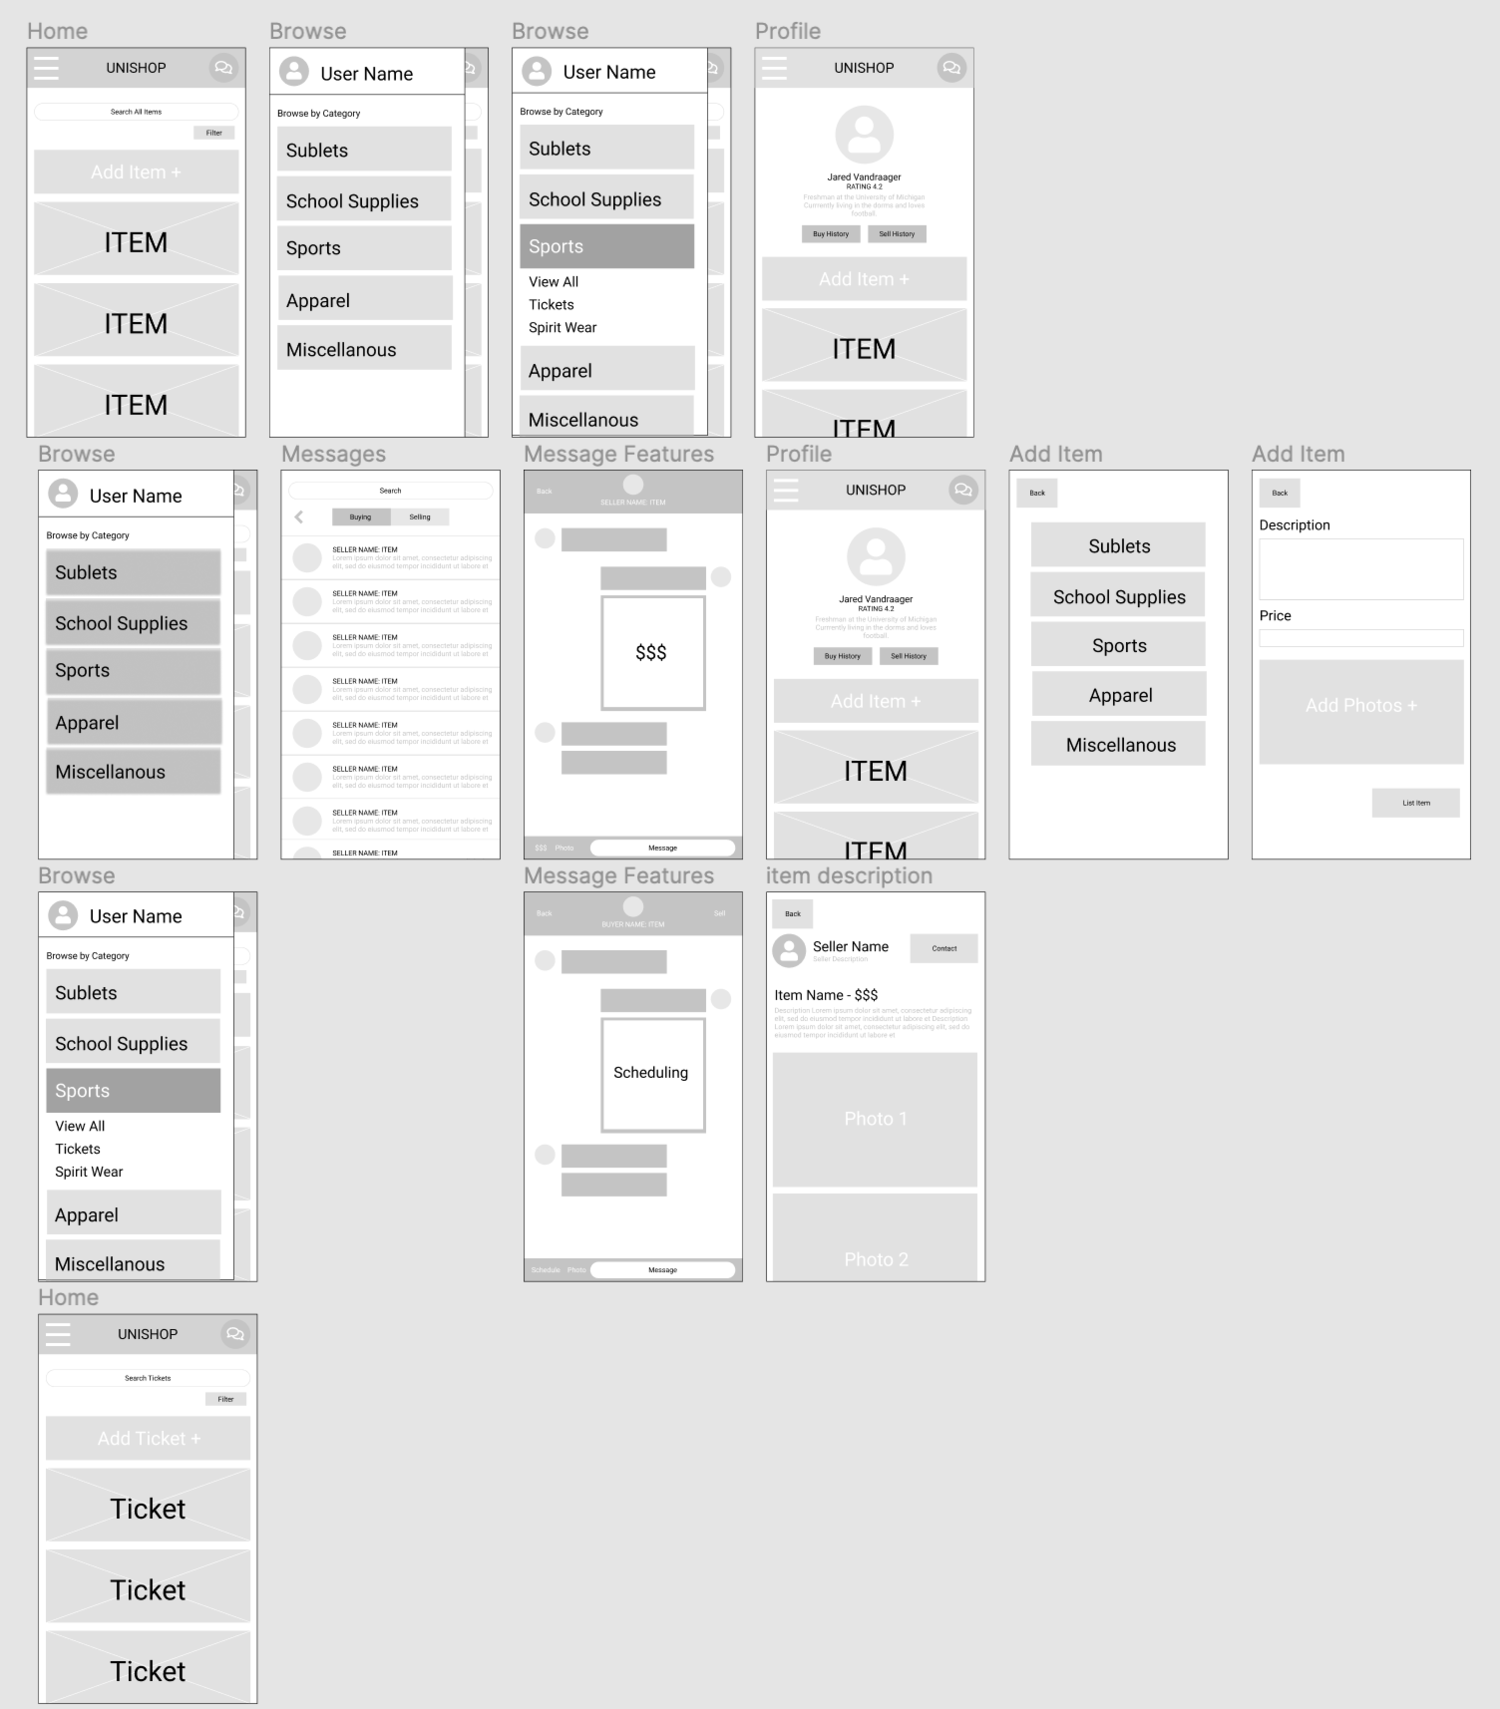 Home
UNISHOP
Search All Items
Filter
Add Item +
ITEM
ITEM
ITEM
Browse
User Name
Browse by Category
Sublets
School Supplies
Sports
Apparel
Miscellanous
Browse
User Name
Browse by Category
Sublets
School Supplies
Sports
View All
Tickets
Spirit Wear
Apparel
Miscellanous
Profile
UNISHOP
Jared Vandraager
RATING 4.2
Freshman at the University of Michigan
Currrently living in the dorms and loves
football.
Buy History
Sell History
Add Item +
ITEM
ITEM
Browse
User Name
Browse by Category
Sublets
School Supplies
Sports
Apparel
Miscellanous
Messages
Search
Buying
Selling
SELLER NAME: ITEM
Lorem ipsum dolor sit amet, consectetur adipiscing
elit, sed do eiusmod tempor incididunt ut labore et
SELLER NAME: ITEM
Lorem ipsum dolor sit amet, consectetur adipiscing
elit, sed do eiusmod tempor incididunt ut labore et
SELLER NAME: ITEM
Lorem ipsum dolor sit amet, consectetur adipiscing
elit, sed do eiusmod tempor incididunt ut labore et
SELLER NAME: ITEM
Lorem ipsum dolor sit amet, consectetur adipiscing
elit, sed do eiusmod tempor incididunt ut labore et
SELLER NAME: ITEM
Lorem ipsum dolor sit amet, consectetur adipiscing
elit, sed do eiusmod tempor incididunt ut labore et
SELLER NAME: ITEM
Lorem ipsum dolor sit amet, consectetur adipiscing
elit, sed do eiusmod tempor incididunt ut labore et
SELLER NAME: ITEM
Lorem ipsum dolor sit amet, consectetur adipiscing
elit, sed do eiusmod tempor incididunt ut labore et
SELLER NAME: ITEM
Message Features
Back
SELLER NAME: ITEM
$$$
$$$ Photo
Message
Profile
UNISHOP
Jared Vandraager
RATING 4.2
Freshman at the University of Michigan
Currrently living in the dorms and loves
football.
Buy History
Sell History
Add Item +
ITEM
ITEM
Add Item
Back
Sublets
School Supplies
Sports
Apparel
Miscellanous
Add Item
Back
Description
Price
Add Photos +
List Item
Browse
User Name
Browse by Category
Sublets
School Supplies
Sports
View All
Tickets
Spirit Wear
Apparel
Miscellanous
Message Features
Back
Sell
BUYER NAME: ITEM
Scheduling
Schedule Photo
Message
item description
Back
Seller Name
Seller Description
Contact
Item Name - $$$
Description Lorem ipsum dolor sit amet, consectetur adipiscing
elit, sed do eiusmod tempor incididunt ut labore et Description
Lorem ipsum dolor sit amet, consectetur adipiscing elit, sed do
eiusmod tempor incididunt ut labore et
Photo 1
Photo 2
Home
UNISHOP
Search Tickets
Filter
Add Ticket +
Ticket
Ticket
Ticket